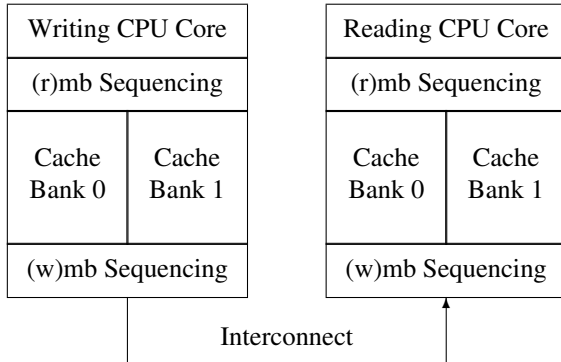 Writing CPU Core
(r)mb Sequencing
Cache
Bank 0
Cache
Bank 1
(w)mb Sequencing
Reading CPU Core
(r)mb Sequencing
Cache
Bank 0
Cache
Bank 1
(w)mb Sequencing
Interconnect